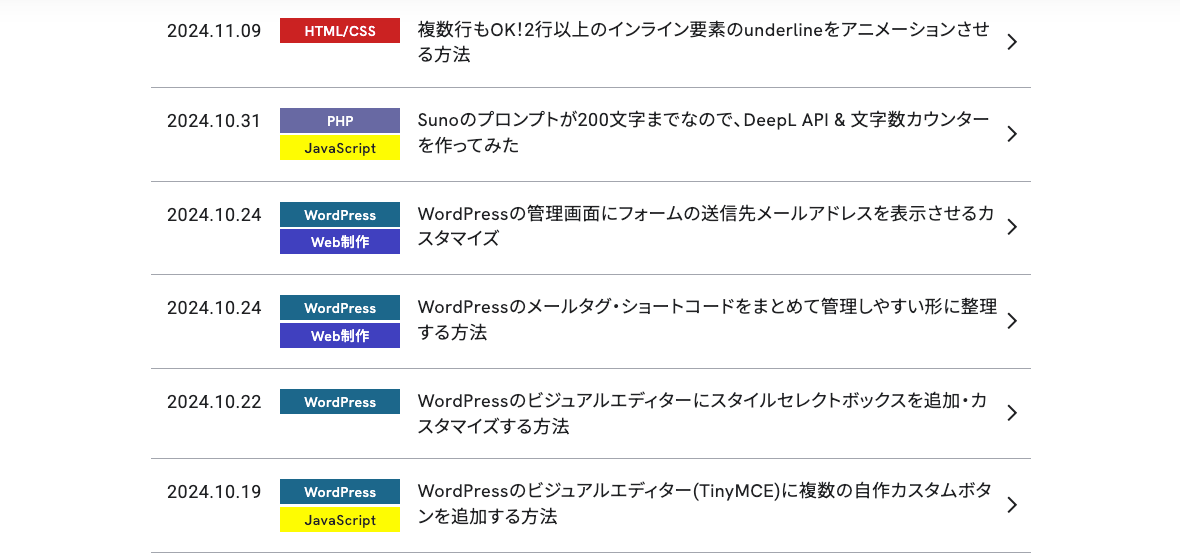 2024.11.09
HTML/CSS
複数行もOK!2行以上のインライン要素のunderlineをアニメーションさせ
る方法
2024.10.31
PHP
JavaScript
Sunoのプロンプトが200文字までなので、DeepL API & 文字数カウンター
を作ってみた
2024.10.24
WordPress
Web制作
WordPressの管理画面にフォームの送信先メールアドレスを表示させるカ
スタマイズ
2024.10.24
WordPress
Web制作
WordPressのメールタグ・ショートコードをまとめて管理しやすい形に整理
する方法
2024.10.22
WordPress
WordPressのビジュアルエディターにスタイルセレクトボックスを追加・カ
スタマイズする方法
2024.10.19
WordPress
JavaScript
WordPressのビジュアルエディター(TinyMCE)に複数の自作カスタムボタ
ンを追加する方法